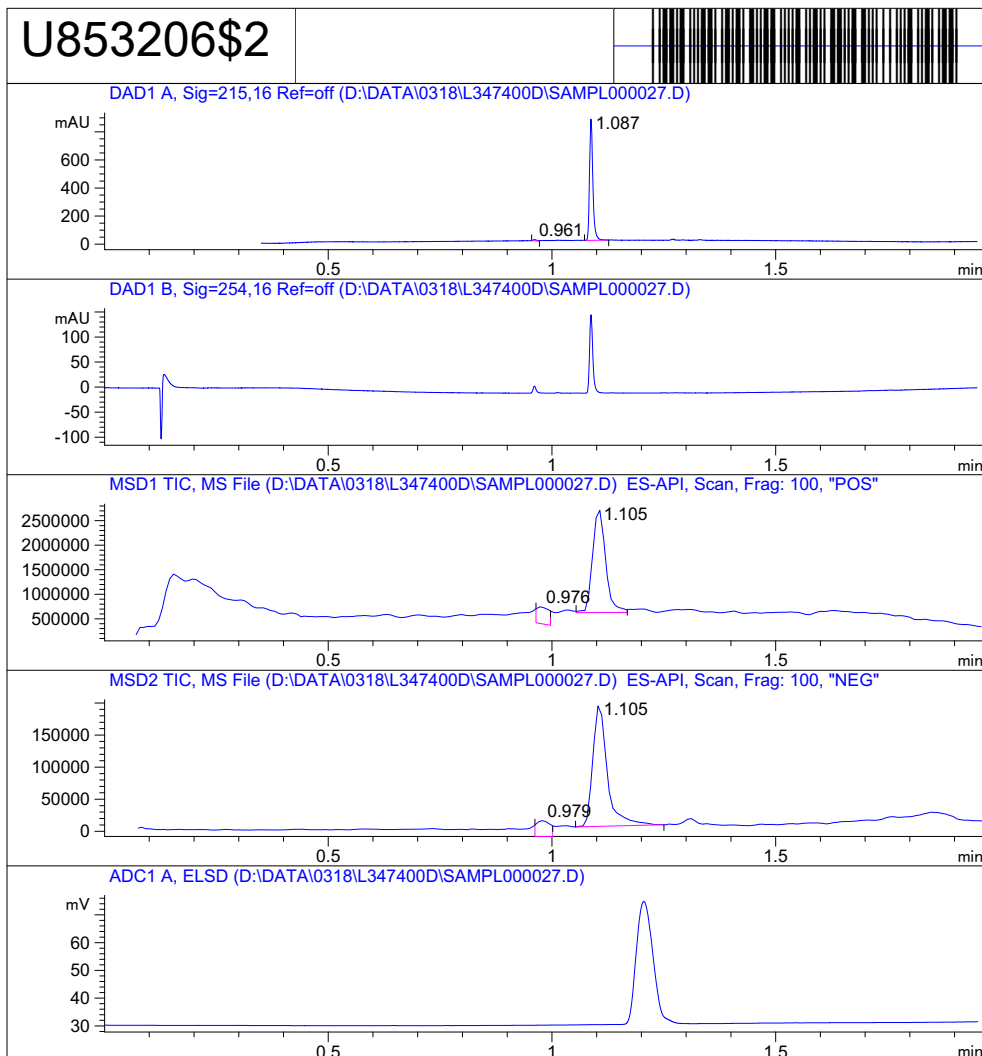 U853206$2
DAD1 A, Sig=215,16 Ref=off (D:\DATA\0318\L347400D\SAMPL000027.D)
mAU
1.087
600
400
200
0.961
0
0.5 1 1.5 min
DAD1 B, Sig=254,16 Ref=off (D:\DATA\0318\L347400D\SAMPL000027.D)
mAU
100
50
0
-50
-100
0.5 1 1.5 min
MSD1 TIC, MS File (D:\DATA\0318\L347400D\SAMPL000027.D) ES-API, Scan, Frag: 100, "POS"
1.105
2500000
2000000
1500000
1000000
0.976
500000
0.5 1 1.5 min
MSD2 TIC, MS File (D:\DATA\0318\L347400D\SAMPL000027.D) ES-API, Scan, Frag: 100, "NEG"
1.105
150000
100000
50000
0.979
0
0.5 1 1.5 min
ADC1 A, ELSD (D:\DATA\0318\L347400D\SAMPL000027.D)
mV
60
50
40
30
0.5 1 1.5 min